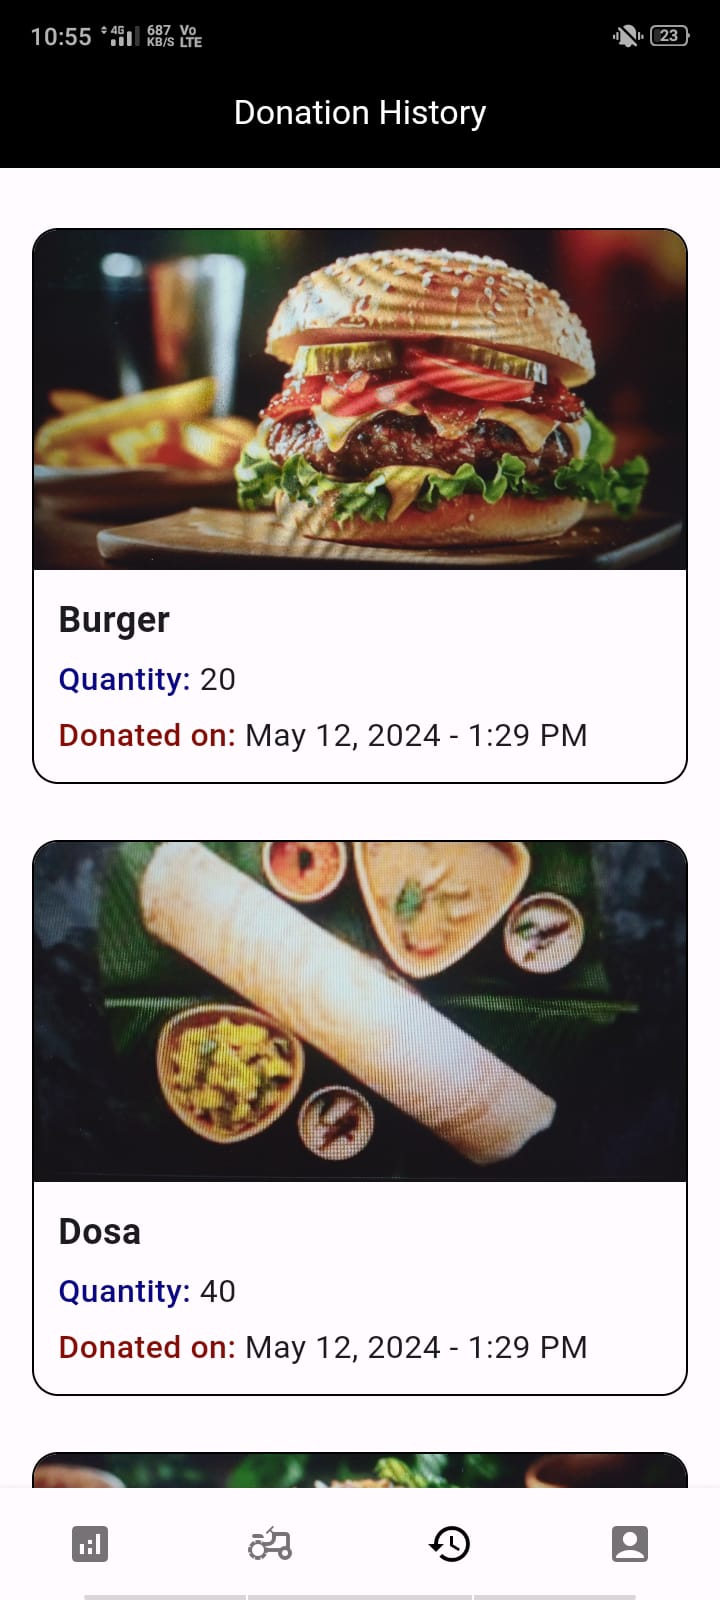 10:55 4G 687 KB/S Vo LTE 23
Donation History
Burger
Quantity: 20
Donated on: May 12, 2024 - 1:29 PM
Dosa
Quantity: 40
Donated on: May 12, 2024 - 1:29 PM